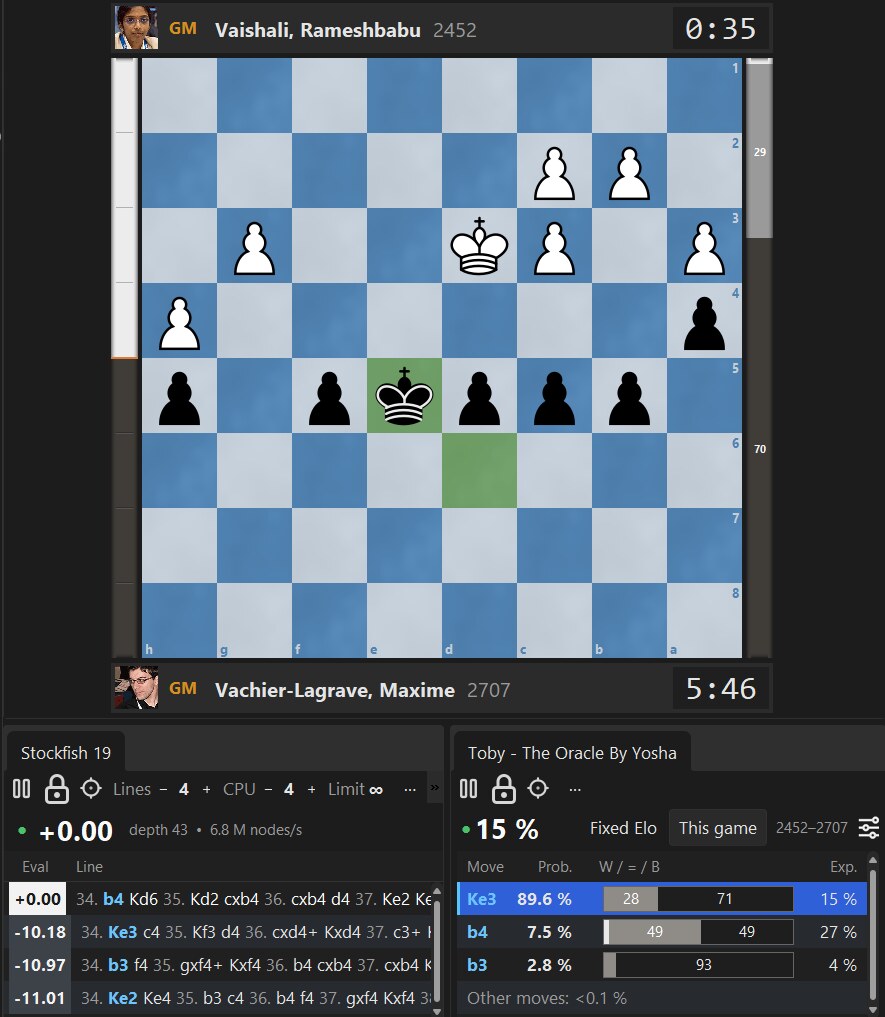 GM Vaishali, Rameshbabu 2452 0:35
1
2
29
3
4
5
6
70
7
8
h g f e d c b a
GM Vachier-Lagrave, Maxime 2707 5:46
Stockfish 19
Lines − 4 + CPU − 4 + Limit ∞ ... »
+0.00 depth 43 • 6.8 M nodes/s
Eval Line
+0.00 34. b4 Kd6 35. Kd2 cxb4 36. cxb4 d4 37. Ke2 Ke
-10.18 34. Ke3 c4 35. Kf3 d4 36. cxd4+ Kxd4 37. c3+
-10.97 34. b3 f4 35. gxf4+ Kxf4 36. b4 cxb4 37. cxb4 K
-11.01 34. Ke2 Ke4 35. b3 c4 36. b4 f4 37. gxf4 Kxf4
Toby - The Oracle By Yosha
...
15 % Fixed Elo This game 2452–2707
Move Prob. W / = / B Exp.
Ke3 89.6 % 28 71 15 %
b4 7.5 % 49 49 27 %
b3 2.8 % 93 4 %
Other moves: <0.1 %